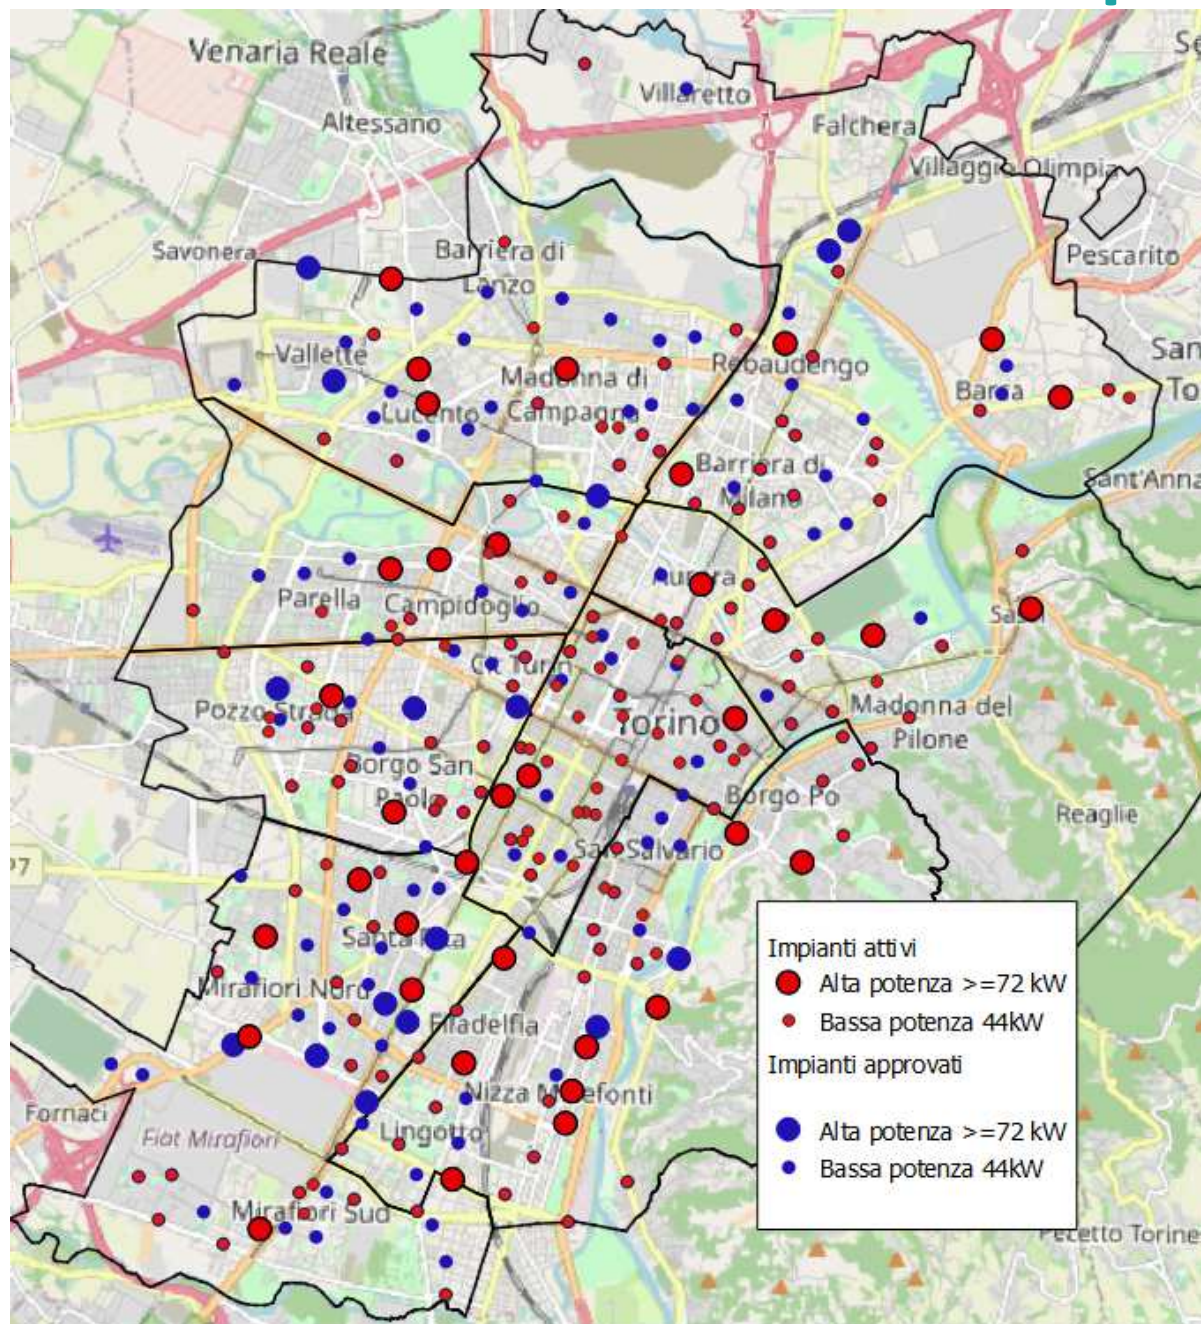 Venaria Reale
Villaretto
Altessano
Falchera
Villaggio Olimpia
Savonera
Barriera di
Lanzo
Pescarito
Vallette
Madonna di
Campagna
Rebaudengo
San
Barca
To
Lucento
Barriera di
Milano
Sant'Anna
Aurora
Parella
Campidoglio
Sassi
Cit Turin
Pozzo Strada
Torino
Madonna del
Pilone
Borgo San
Paolo
Borgo Po
Reaglie
San Salvario
P7
Santa Rita
Mirafiori Nord
Filadelfia
Nizza Millefonti
Fornaci
Fiat Mirafiori
Lingotto
Mirafiori Sud
Impianti attivi
Alta potenza >=72 kW
Bassa potenza 44kW
Impianti approvati
Alta potenza >=72 kW
Bassa potenza 44kW
Pecetto Torine